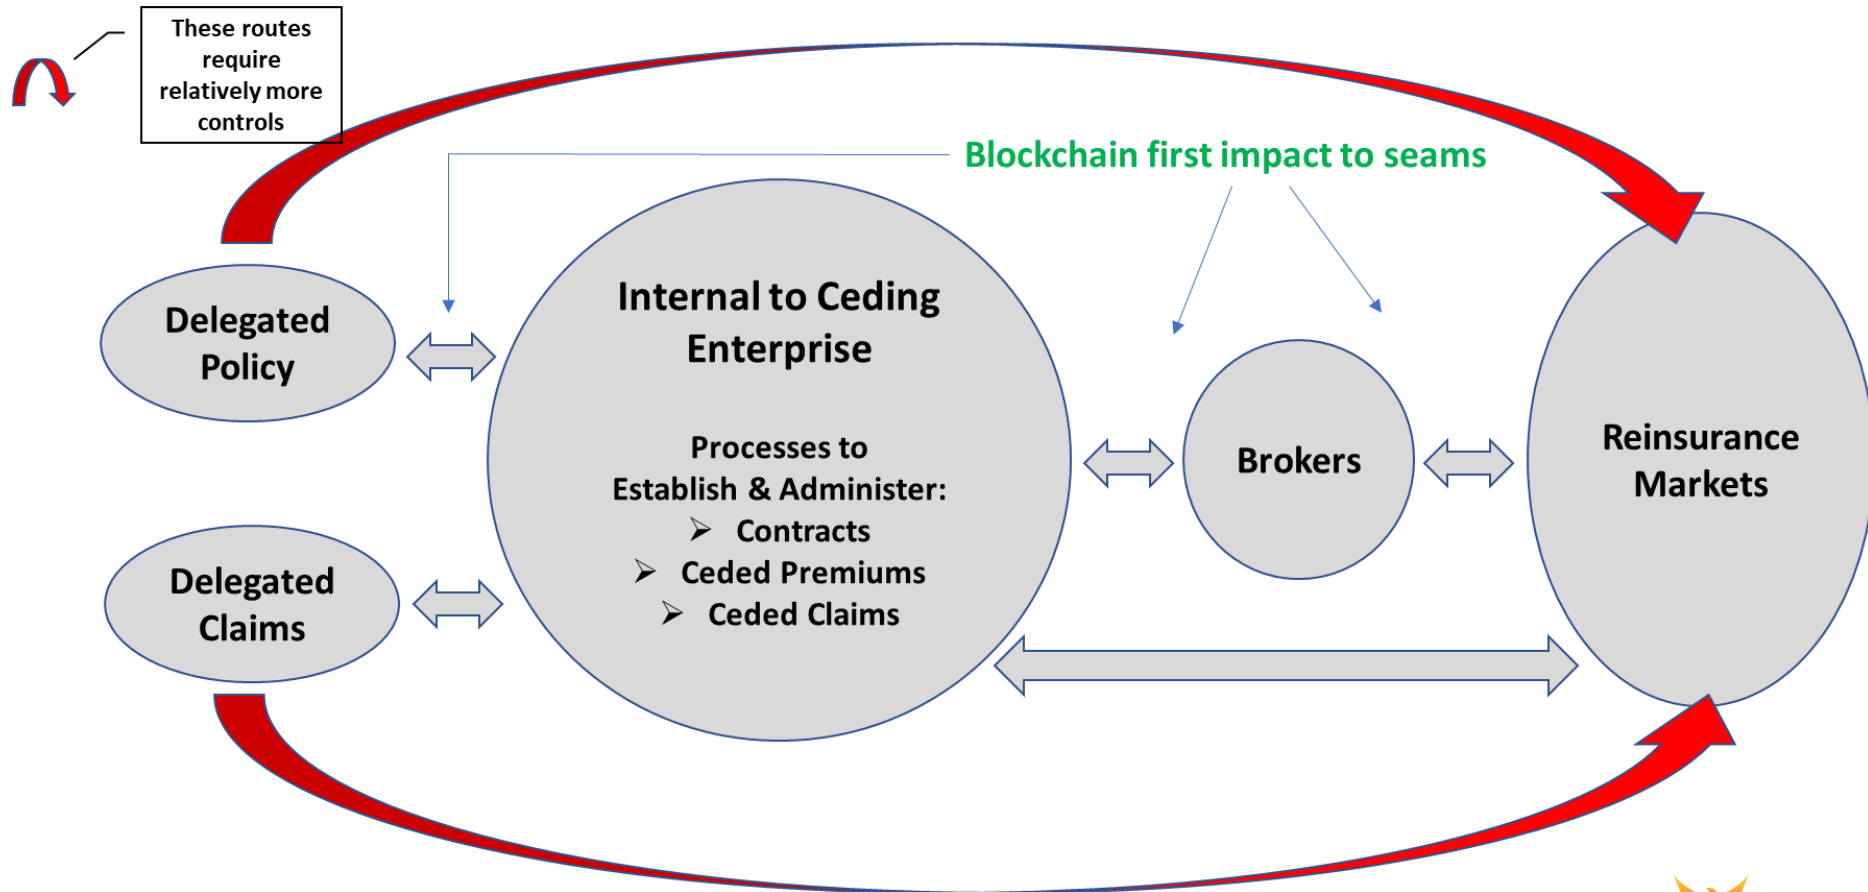 These routes
require
relatively more
controls
Blockchain first impact to seams
Internal to Ceding
Enterprise
Delegated
Policy
Processes to
Establish & Administer:
➢ Contracts
➢ Ceded Premiums
➢ Ceded Claims
Brokers
Reinsurance
Markets
Delegated
Claims